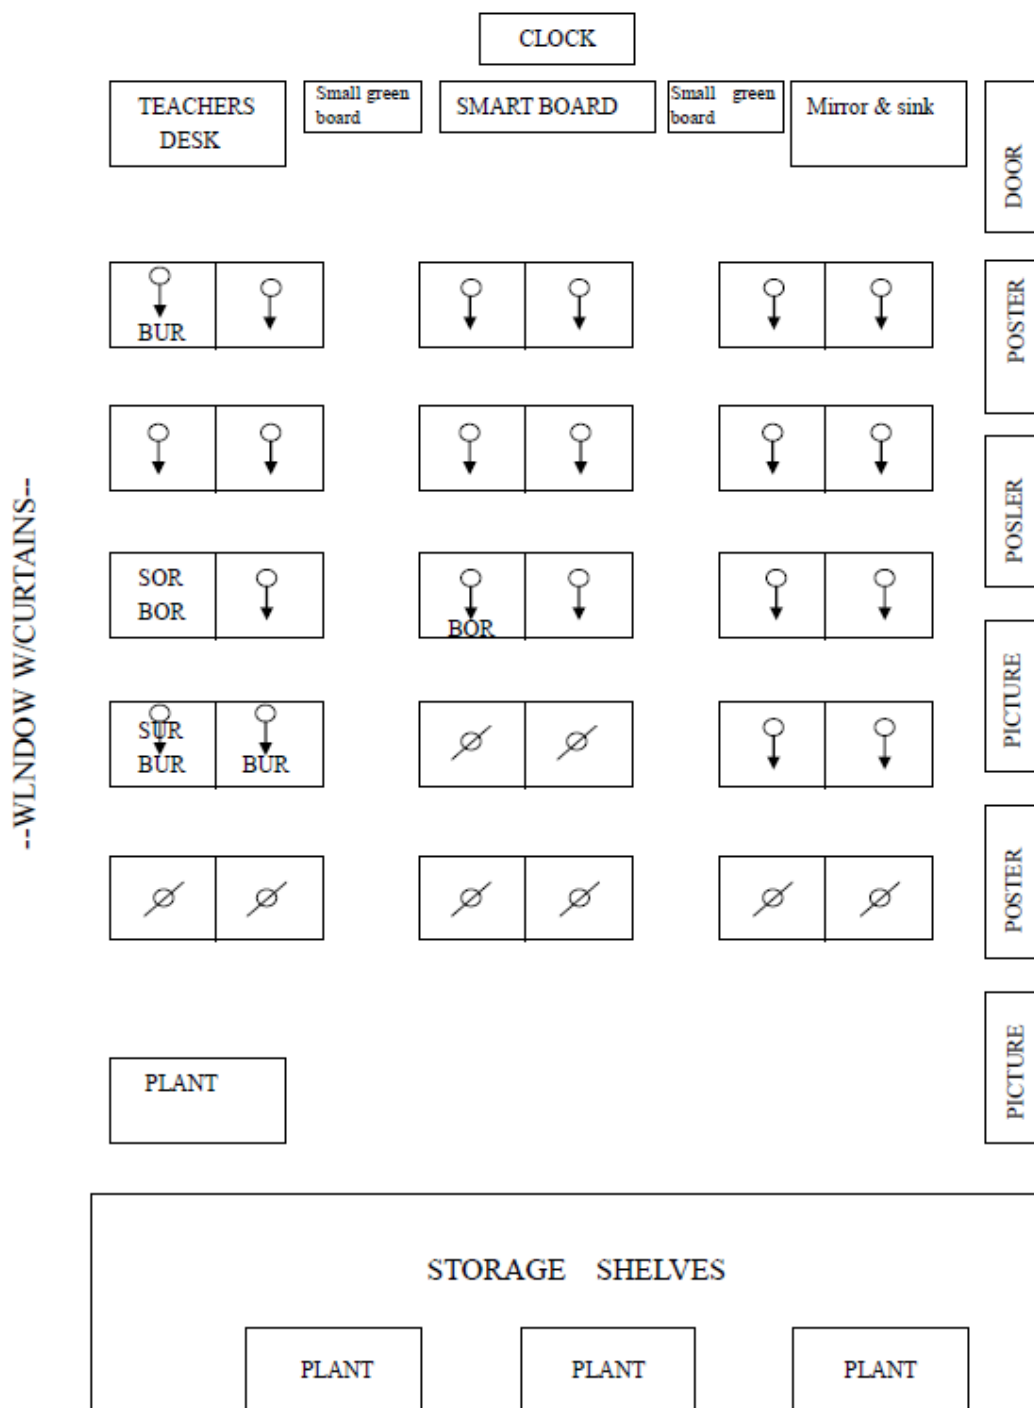 CLOCK
TEACHERS
DESK
Small green
board
SMART BOARD
Small green
board
Mirror & sink
DOOR
BUR
POSTER
POSLER
--WLNDOW W/CURTAINS--
SOR
BOR
BOR
PICTURE
SUR
BUR
BUR
POSTER
PICTURE
PLANT
STORAGE SHELVES
PLANT
PLANT
PLANT